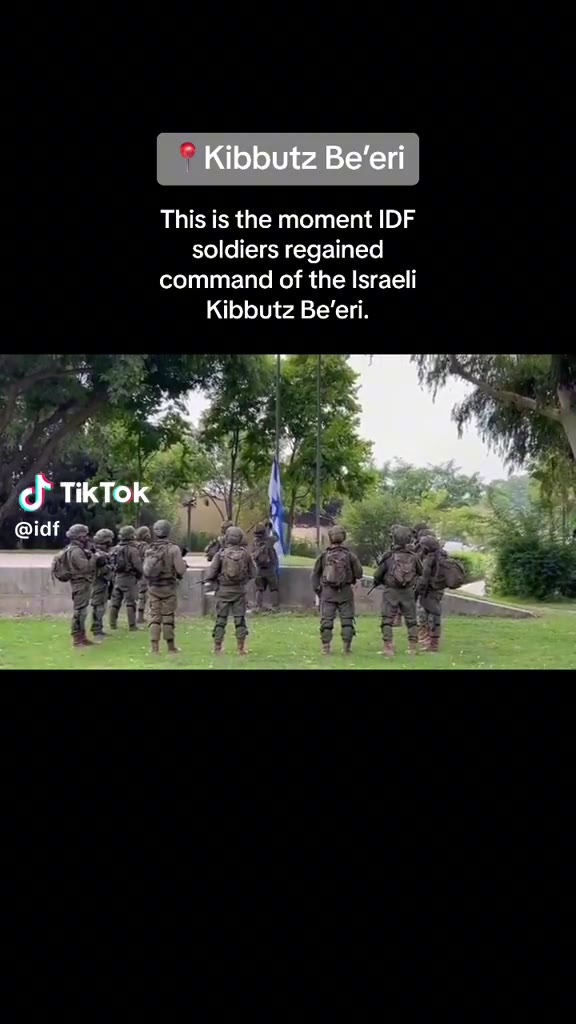 📍Kibbutz Be’eri
This is the moment IDF
soldiers regained
command of the Israeli
Kibbutz Be’eri.
TikTok
@idf